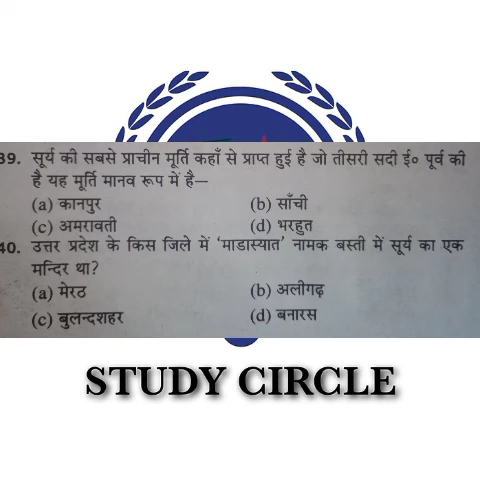 39. सूर्य की सबसे प्राचीन मूर्ति कहाँ से प्राप्त हुई है जो तीसरी सदी ई० पूर्व की
है यह मूर्ति मानव रूप में है—
(a) कानपुर (b) साँची
(c) अमरावती (d) भरहुत
40. उत्तर प्रदेश के किस जिले में 'माडास्यात' नामक बस्ती में सूर्य का एक
मन्दिर था?
(a) मेरठ (b) अलीगढ़
(c) बुलन्दशहर (d) बनारस
STUDY CIRCLE